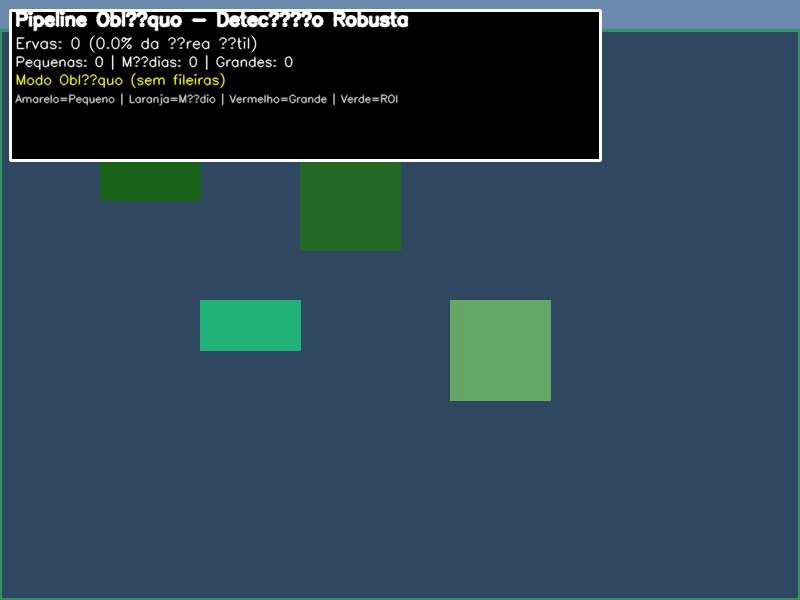 Pipeline Obl??quo - Detec????o Robusta
Ervas: 0 (0.0% da ??rea ??til)
Pequenas: 0 | M??dias: 0 | Grandes: 0
Modo Obl??quo (sem fileiras)
Amarelo=Pequeno | Laranja=M??dio | Vermelho=Grande | Verde=ROI